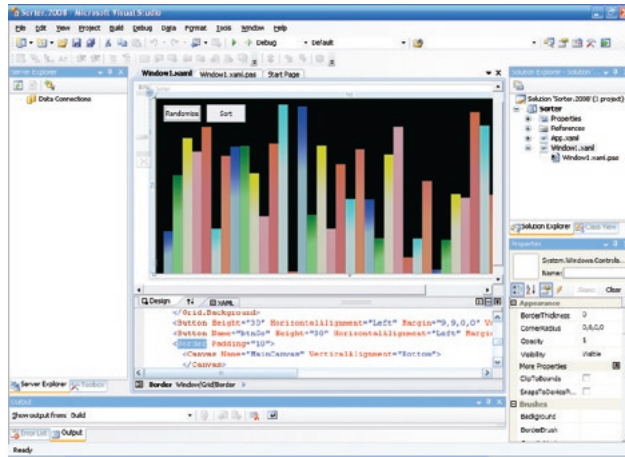 Sorter.2008 - Microsoft Visual Studio
File Edit View Project Build Debug Data Format Tools Window Help
Debug Default
Server Explorer
Data Connections
Window1.xaml Window1.xaml.pas Start Page
Randomize Sort
Design XAML
</Grid.Background>
<Button Height="30" HorizontalAlignment="Left" Margin="9,9,0,0" V
<Button Name="btnGo" Height="30" HorizontalAlignment="Left" Margi
<Border Padding="10">
<Canvas Name="MainCanvas" VerticalAlignment="Bottom">
</Canvas>
Border Window/Grid/Border
Server Explorer Toolbox
Solution Explorer - Solution '...
Solution 'Sorter.2008' (1 project)
Sorter
Properties
References
App.xaml
Window1.xaml
Window1.xaml.pas
Solution Explorer Class View
Properties
System.Windows.Controls...
Name:
Search Clear
Appearance
BorderThickness 0
CornerRadius 0,0,0,0
Opacity 1
Visibility Visible
More Properties
ClipToBounds
SnapsToDeviceP...
Brushes
Background
BorderBrush
Output
Show output from: Build
Error List Output
Ready